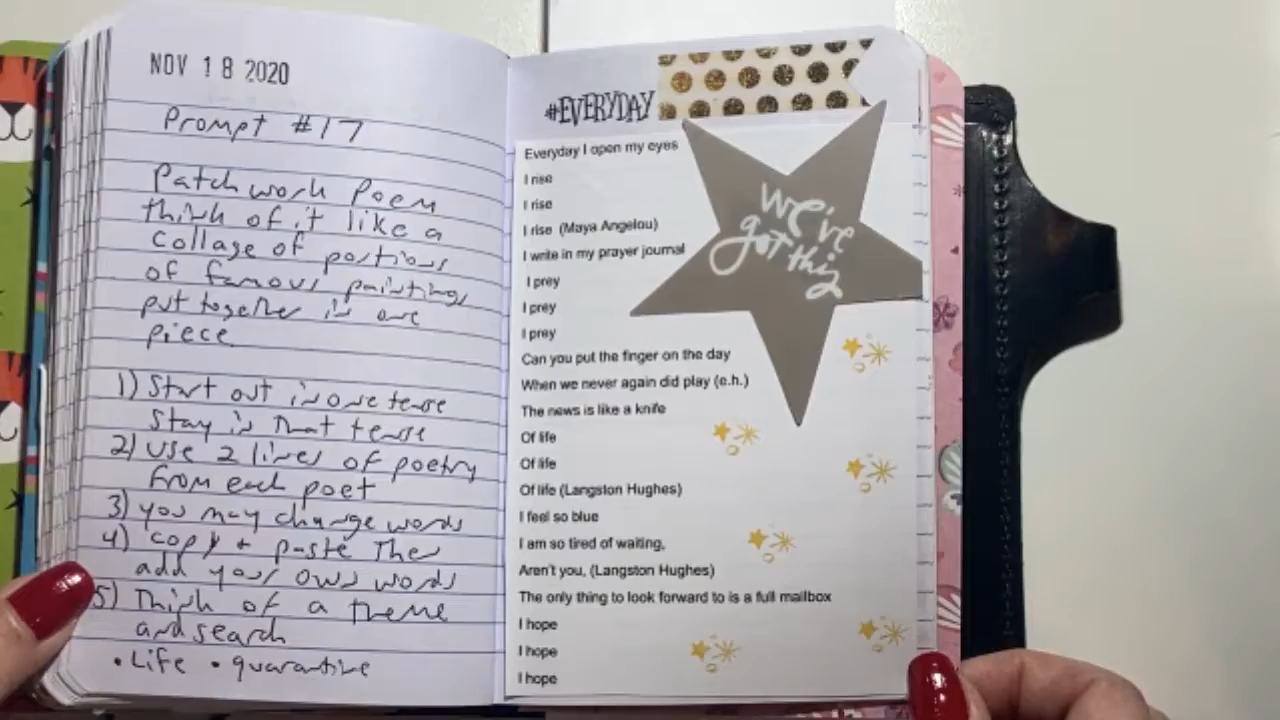 NOV 18 2020
Prompt #17
Patchwork Poem
think of it like a
collage of portions
of famous paintings
put together in one
piece
1) Start out in one tense
stay in that tense
2) use 2 lines of poetry
from each poet
3) you may change words
4) copy + paste then
add your own words
5) Think of a theme
and search
• Life • quarantine
#EVERYDAY
Everyday I open my eyes
I rise
I rise
I rise (Maya Angelou)
I write in my prayer journal
I prey
I prey
I prey
Can you put the finger on the day
When we never again did play (e.h.)
The news is like a knife
Of life
Of life
Of life (Langston Hughes)
I feel so blue
I am so tired of waiting,
Aren't you, (Langston Hughes)
The only thing to look forward to is a full mailbox
I hope
I hope
I hope
we've
got this